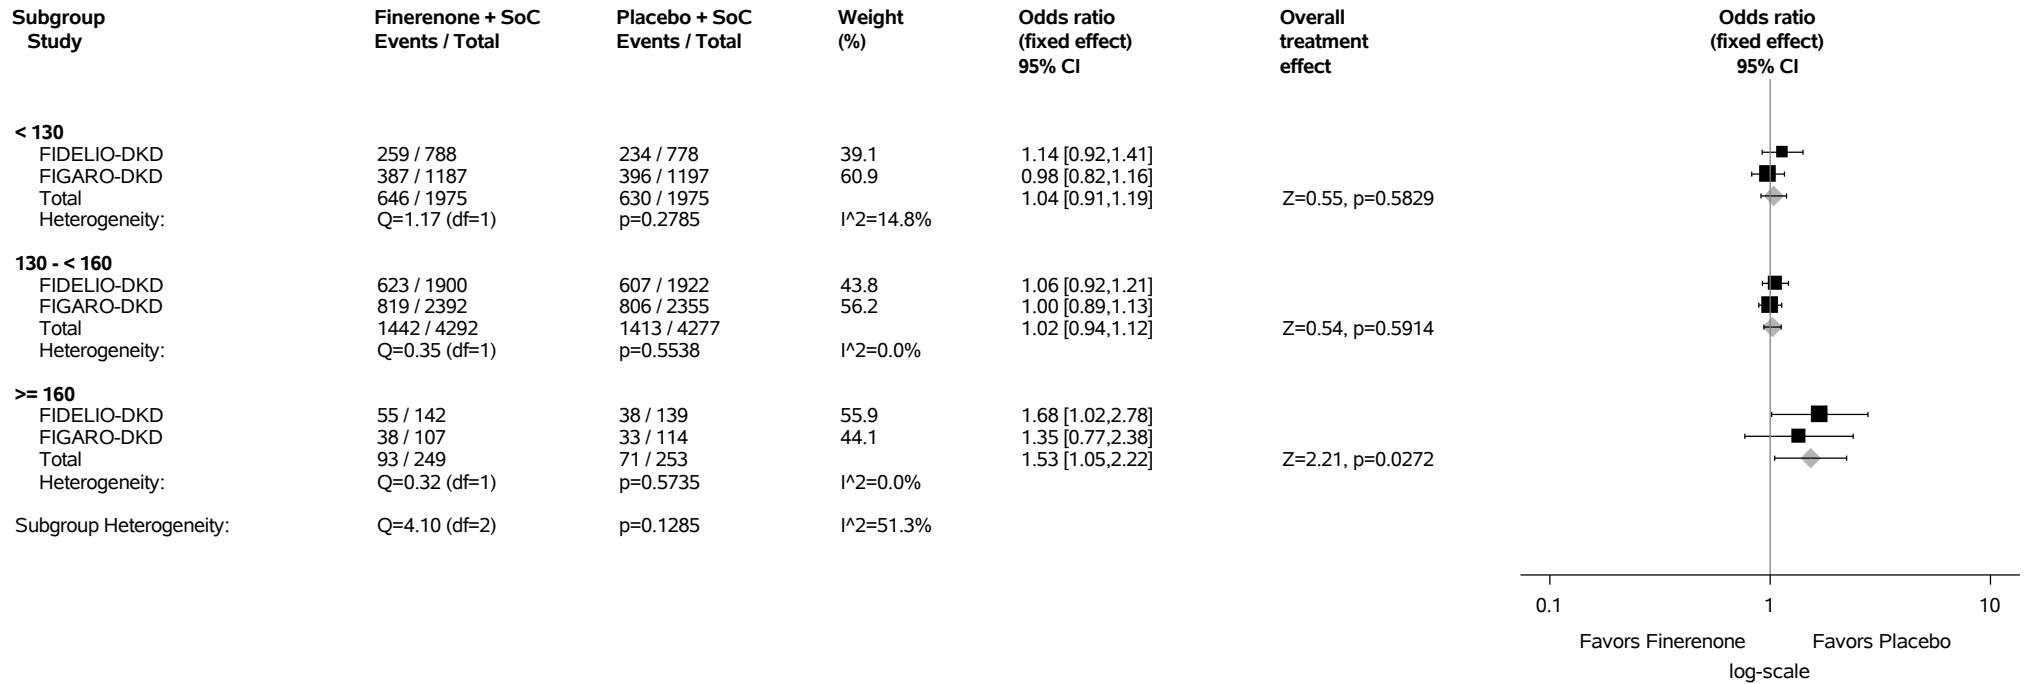 Subgroup Finerenone + SoC Placebo + SoC Weight Odds ratio Overall Odds ratio
Study Events / Total Events / Total (%) (fixed effect) treatment (fixed effect)
95% CI effect 95% CI
< 130
FIDELIO-DKD 259 / 788 234 / 778 39.1 1.14 [0.92,1.41]
FIGARO-DKD 387 / 1187 396 / 1197 60.9 0.98 [0.82,1.16]
Total 646 / 1975 630 / 1975 1.04 [0.91,1.19] Z=0.55, p=0.5829
Heterogeneity: Q=1.17 (df=1) p=0.2785 I^2=14.8%
130 - < 160
FIDELIO-DKD 623 / 1900 607 / 1922 43.8 1.06 [0.92,1.21]
FIGARO-DKD 819 / 2392 806 / 2355 56.2 1.00 [0.89,1.13]
Total 1442 / 4292 1413 / 4277 1.02 [0.94,1.12] Z=0.54, p=0.5914
Heterogeneity: Q=0.35 (df=1) p=0.5538 I^2=0.0%
>= 160
FIDELIO-DKD 55 / 142 38 / 139 55.9 1.68 [1.02,2.78]
FIGARO-DKD 38 / 107 33 / 114 44.1 1.35 [0.77,2.38]
Total 93 / 249 71 / 253 1.53 [1.05,2.22] Z=2.21, p=0.0272
Heterogeneity: Q=0.32 (df=1) p=0.5735 I^2=0.0%
Subgroup Heterogeneity: Q=4.10 (df=2) p=0.1285 I^2=51.3%
0.1 1 10
Favors Finerenone Favors Placebo
log-scale